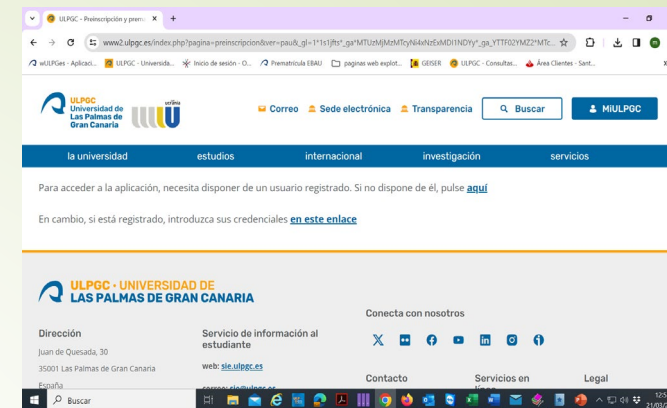 ULPGC - Preinscripción y prem
www2.ulpgc.es/index.php?pagina=preinscripcion&ver=pau&_gl=1*1s1jfts*_ga*
wULPGes - Aplicaci... ULPGC - Universida... Inicio de sesión - O... Prematrícula EBAU paginas web explot... GEISER ULPGC - Consultas... Área Clientes - Sant...
ULPGC
Universidad de
Las Palmas de
Gran Canaria
Correo Sede electrónica Transparencia Buscar MiULPGC
la universidad estudios internacional investigación servicios
Para acceder a la aplicación, necesita disponer de un usuario registrado. Si no dispone de él, pulse aquí
En cambio, si está registrado, introduzca sus credenciales en este enlace
ULPGC · UNIVERSIDAD DE
LAS PALMAS DE GRAN CANARIA
Conecta con nosotros
Dirección
Juan de Quesada, 30
35001 Las Palmas de Gran Canaria
España
Servicio de información al
estudiante
web: sie.ulpgc.es
correo: sie@ulpgc.es
Contacto
Servicios en
línea
Legal
Buscar